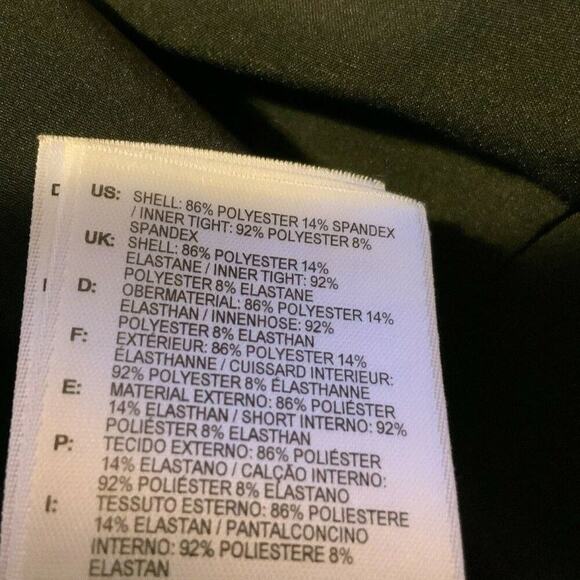 US: SHELL: 86% POLYESTER 14% SPANDEX
/ INNER TIGHT: 92% POLYESTER 8%
SPANDEX
UK: SHELL: 86% POLYESTER 14%
ELASTANE / INNER TIGHT: 92%
POLYESTER 8% ELASTANE
D: OBERMATERIAL: 86% POLYESTER 14%
ELASTHAN / INNENHOSE: 92%
POLYESTER 8% ELASTHAN
F: EXTÉRIEUR: 86% POLYESTER 14%
ÉLASTHANNE / CUISSARD INTERIEUR:
92% POLYESTER 8% ÉLASTHANNE
E: MATERIAL EXTERNO: 86% POLIÉSTER
14% ELASTHAN / SHORT INTERNO: 92%
POLIÉSTER 8% ELASTHAN
P: TECIDO EXTERNO: 86% POLIÉSTER
14% ELASTANO / CALÇÃO INTERNO:
92% POLIÉSTER 8% ELASTANO
I: TESSUTO ESTERNO: 86% POLIESTERE
14% ELASTAN / PANTALONCINO
INTERNO: 92% POLIESTERE 8%
ELASTAN